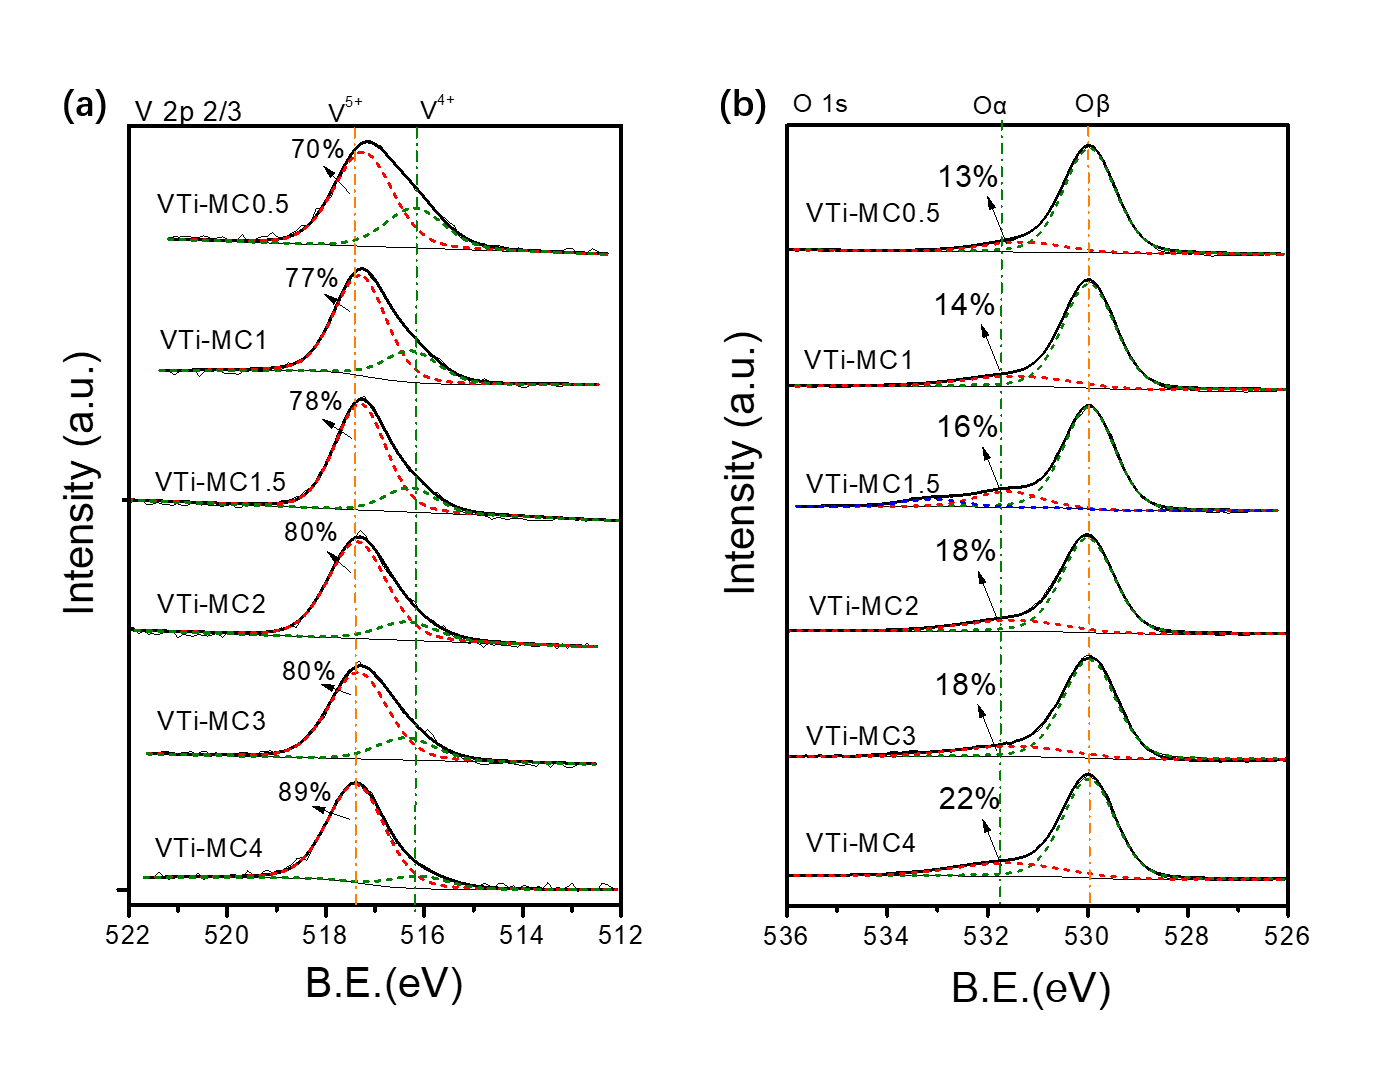 (a)
V 2p 2/3
V5+
V4+
70%
VTi-MC0.5
77%
VTi-MC1
78%
VTi-MC1.5
80%
VTi-MC2
80%
VTi-MC3
89%
VTi-MC4
Intensity (a.u.)
522 520 518 516 514 512
B.E.(eV)
(b)
O 1s
Oα
Oβ
13%
VTi-MC0.5
14%
VTi-MC1
16%
VTi-MC1.5
18%
VTi-MC2
18%
VTi-MC3
22%
VTi-MC4
Intensity (a.u.)
536 534 532 530 528 526
B.E.(eV)